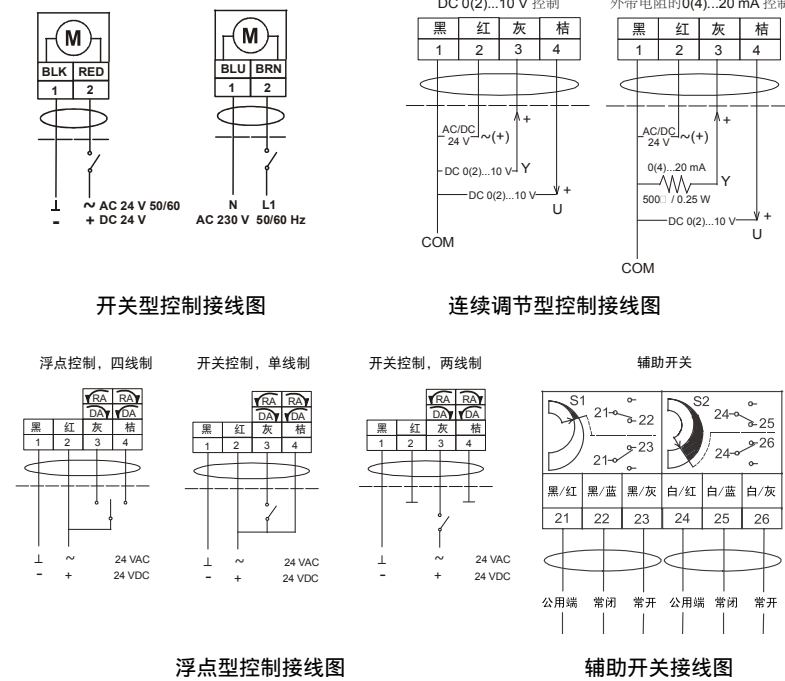 DC 0(2)...10 V 控制
外带电阻的0(4)...20 mA 控制
M
BLK RED
1 2
~ AC 24 V 50/60
- + DC 24 V
M
BLU BRN
1 2
N L1
AC 230 V 50/60 Hz
黑 红 灰 桔
1 2 3 4
AC/DC
24 V ~(+)
+
DC 0(2)...10 V Y
DC 0(2)...10 V
+
U
COM
黑 红 灰 桔
1 2 3 4
AC/DC
24 V ~(+)
+
0(4)...20 mA
Y
500□ / 0.25 W
DC 0(2)...10 V
+
U
COM
开关型控制接线图
连续调节型控制接线图
浮点控制，四线制
RA RA
DA DA
黑 红 灰 桔
1 2 3 4
⊥ ~ 24 VAC
- + 24 VDC
开关控制，单线制
RA RA
DA DA
黑 红 灰 桔
1 2 3 4
⊥ ~ 24 VAC
- + 24 VDC
开关控制，两线制
RA RA
DA DA
黑 红 灰 桔
1 2 3 4
⊥ ~ 24 VAC
- + 24 VDC
辅助开关
S1
21 22
23
21
S2
24
25
26
24
黑/红 黑/蓝 黑/灰 白/红 白/蓝 白/灰
21 22 23 24 25 26
公用端 常闭 常开 公用端 常闭 常开
浮点型控制接线图
辅助开关接线图